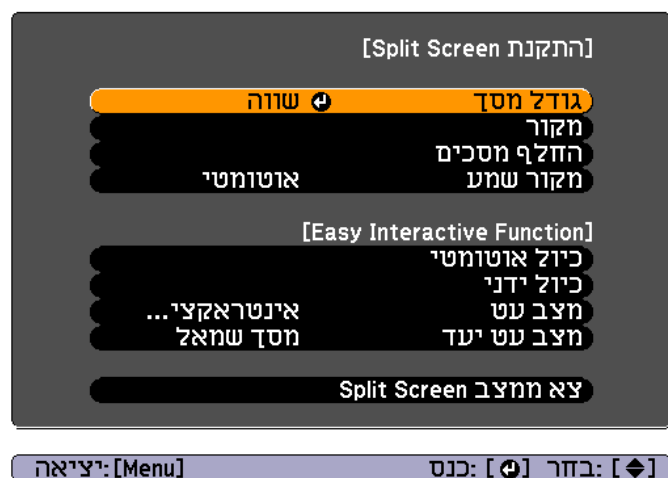 [התקנת Split Screen]
גודל מסך שווה
מקור
החלף מסכים
מקור שמע אוטומטי
[Easy Interactive Function]
כיול אוטומטי
כיול ידני
מצב עט אינטראקצי...
מצב עט יעד מסך שמאל
צא ממצב Split Screen
[ ]: בחר [ ]: כנס [Menu]: יציאה